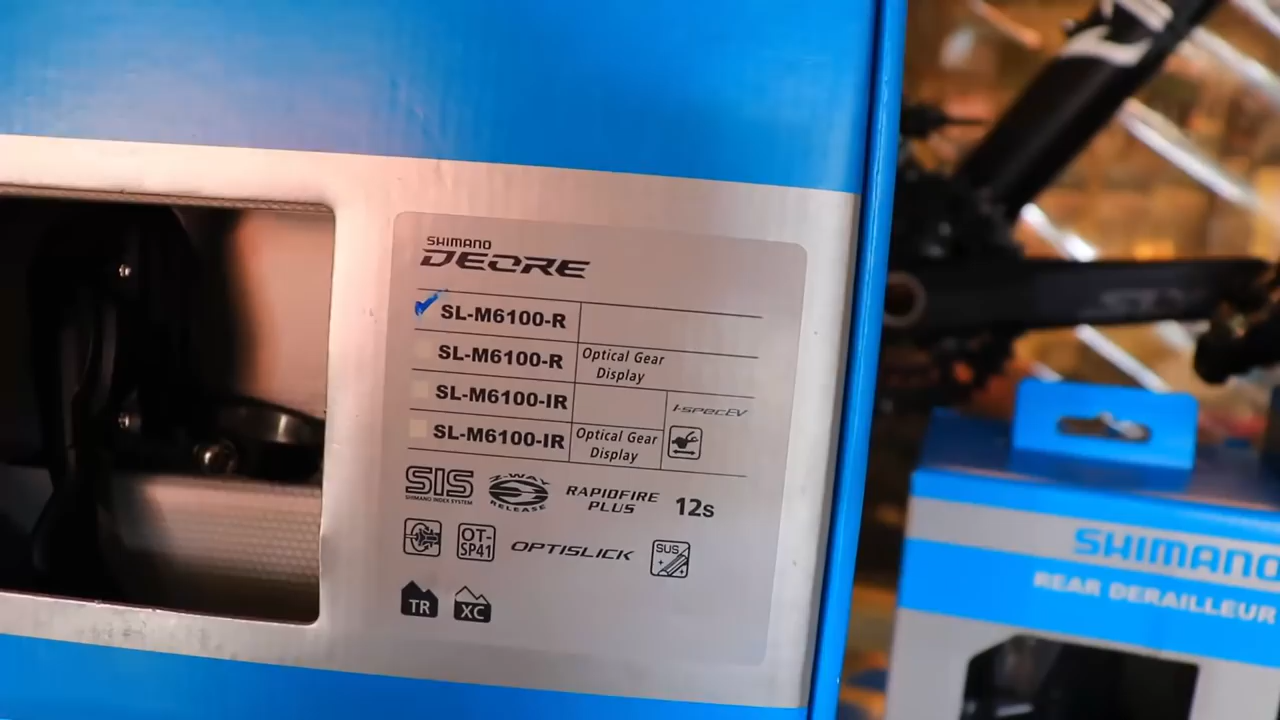 SHIMANO
DEORE
SL-M6100-R
SL-M6100-R Optical Gear Display
SL-M6100-IR
I-SPEC EV
SL-M6100-IR Optical Gear Display
SIS
SHIMANO INDEX SYSTEM
2-WAY RELEASE
RAPIDFIRE PLUS
12s
OT-SP41
OPTISLICK
SUS
TR
XC
SHIMANO
REAR DERAILLEUR